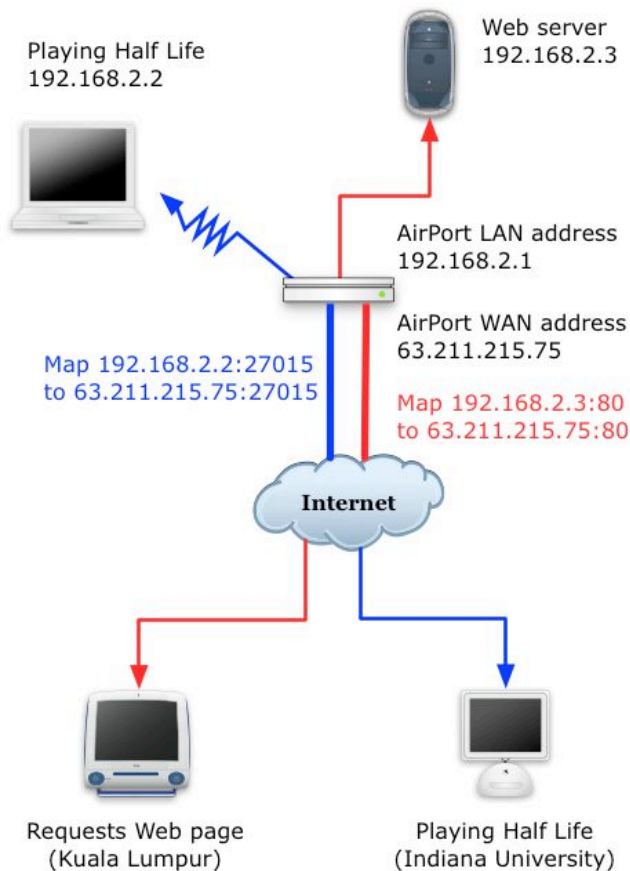 Playing Half Life
192.168.2.2
Web server
192.168.2.3
AirPort LAN address
192.168.2.1
AirPort WAN address
63.211.215.75
Map 192.168.2.2:27015
to 63.211.215.75:27015
Map 192.168.2.3:80
to 63.211.215.75:80
Internet
Requests Web page
(Kuala Lumpur)
Playing Half Life
(Indiana University)